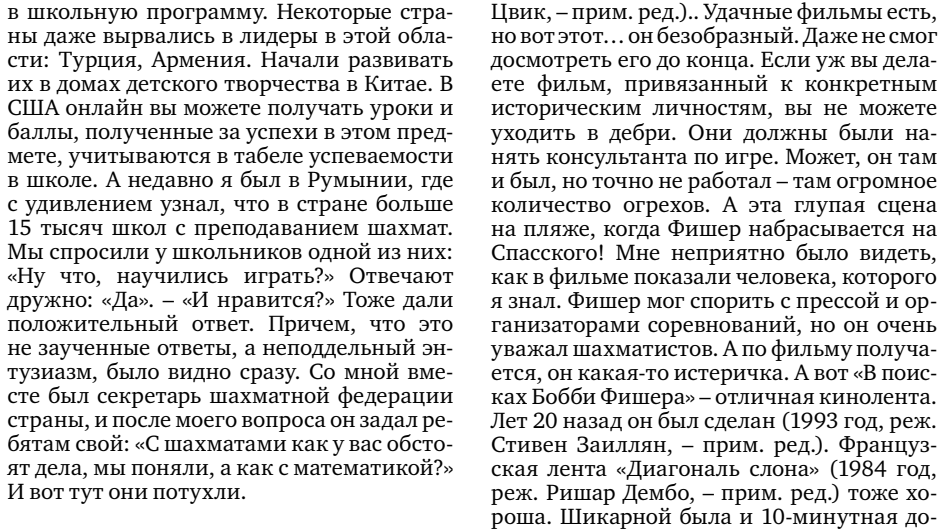 в школьную программу. Некоторые стра-
ны даже вырвались в лидеры в этой обла-
сти: Турция, Армения. Начали развивать
их в домах детского творчества в Китае. В
США онлайн вы можете получать уроки и
баллы, полученные за успехи в этом пред-
мете, учитываются в табеле успеваемости
в школе. А недавно я был в Румынии, где
с удивлением узнал, что в стране больше
15 тысяч школ с преподаванием шахмат.
Мы спросили у школьников одной из них:
«Ну что, научились играть?» Отвечают
дружно: «Да». – «И нравится?» Тоже дали
положительный ответ. Причем, что это
не заученные ответы, а неподдельный эн-
тузиазм, было видно сразу. Со мной вме-
сте был секретарь шахматной федерации
страны, и после моего вопроса он задал ре-
бятам свой: «С шахматами как у вас обсто-
ят дела, мы поняли, а как с математикой?»
И вот тут они потухли.
Цвик, – прим. ред.).. Удачные фильмы есть,
но вот этот… он безобразный. Даже не смог
досмотреть его до конца. Если уж вы дела-
ете фильм, привязанный к конкретным
историческим личностям, вы не можете
уходить в дебри. Они должны были на-
нять консультанта по игре. Может, он там
и был, но точно не работал – там огромное
количество огрехов. А эта глупая сцена
на пляже, когда Фишер набрасывается на
Спасского! Мне неприятно было видеть,
как в фильме показали человека, которого
я знал. Фишер мог спорить с прессой и ор-
ганизаторами соревнований, но он очень
уважал шахматистов. А по фильму получа-
ется, он какая-то истеричка. А вот «В поис-
ках Бобби Фишера» – отличная кинолента.
Лет 20 назад он был сделан (1993 год, реж.
Стивен Заиллян, – прим. ред.). Француз-
ская лента «Диагональ слона» (1984 год,
реж. Ришар Дембо, – прим. ред.) тоже хо-
роша. Шикарной была и 10-минутная до-